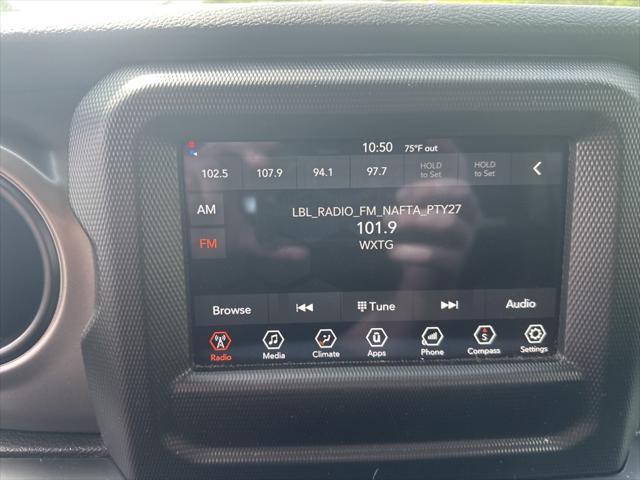 10:50 75°F out
102.5 107.9 94.1 97.7 HOLD to Set HOLD to Set
AM
LBL_RADIO_FM_NAFTA_PTY27
101.9
FM
WXTG
Browse Tune Audio
Radio Media Climate Apps Phone S Compass Settings